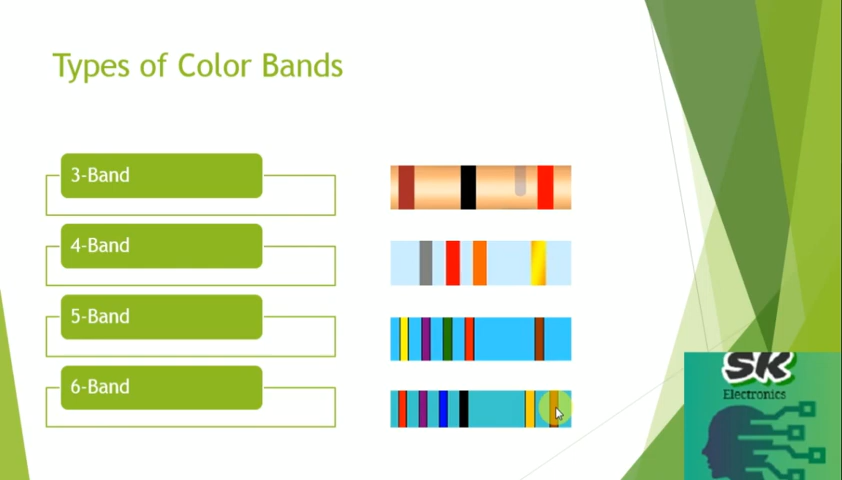 Types of Color Bands
3-Band
4-Band
5-Band
6-Band
SK
Electronics